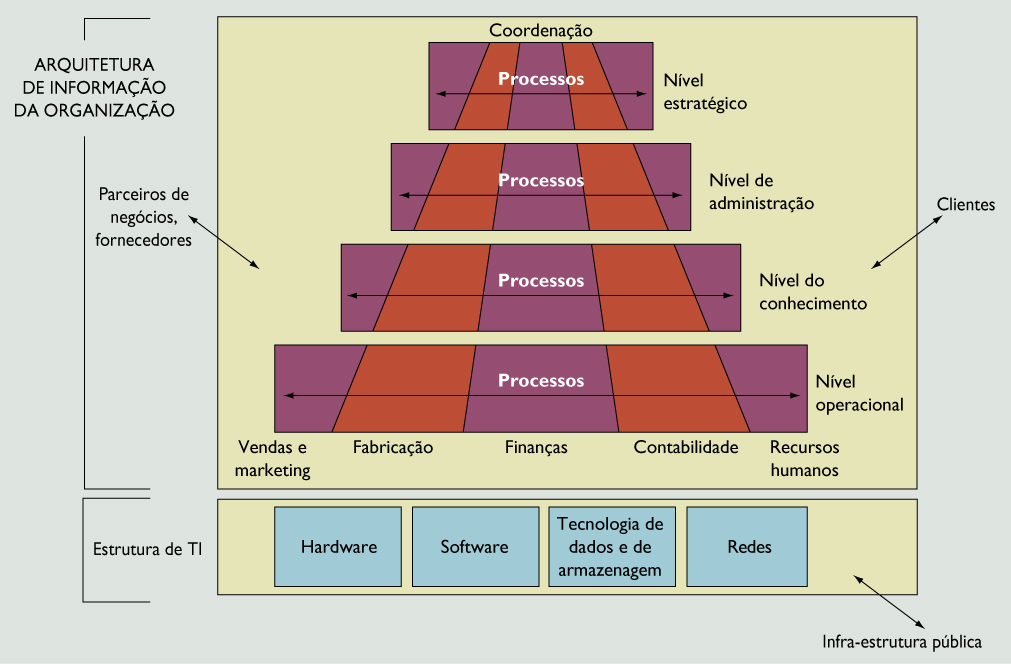 ARQUITETURA
DE INFORMAÇÃO
DA ORGANIZAÇÃO
Coordenação
Processos
Nível
estratégico
Processos
Nível de
administração
Parceiros de
negócios,
fornecedores
Clientes
Processos
Nível do
conhecimento
Processos
Nível
operacional
Vendas e
marketing
Fabricação
Finanças
Contabilidade
Recursos
humanos
Estrutura de TI
Hardware
Software
Tecnologia de
dados e de
armazenagem
Redes
Infra-estrutura pública